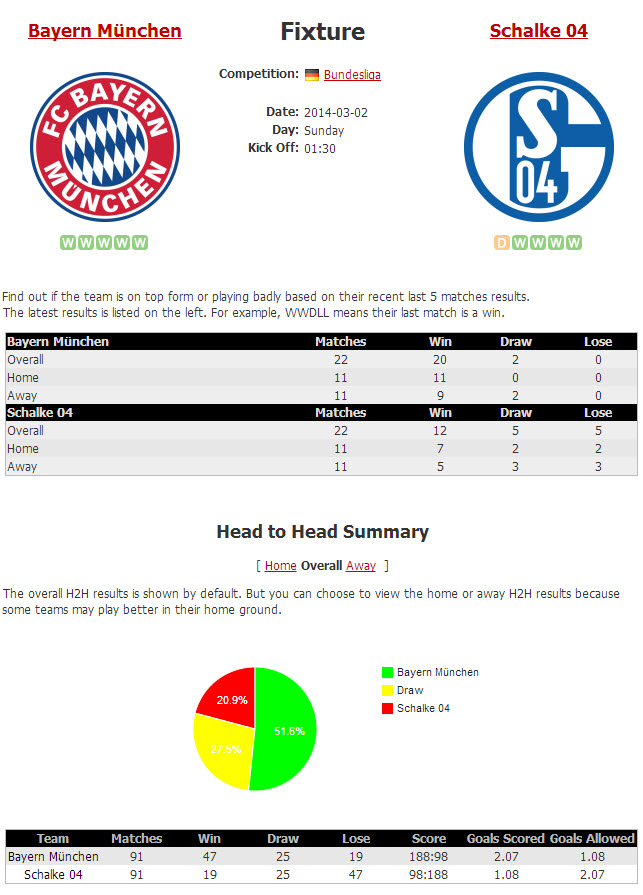 Bayern München
Fixture
Schalke 04
Competition: Bundesliga
Date: 2014-03-02
Day: Sunday
Kick Off: 01:30
FC BAYERN
MÜNCHEN
S
04
W W W W W
D W W W W
Find out if the team is on top form or playing badly based on their recent last 5 matches results.
The latest results is listed on the left. For example, WWDLL means their last match is a win.
Bayern München Matches Win Draw Lose
Overall 22 20 2 0
Home 11 11 0 0
Away 11 9 2 0
Schalke 04 Matches Win Draw Lose
Overall 22 12 5 5
Home 11 7 2 2
Away 11 5 3 3
Head to Head Summary
[ Home Overall Away ]
The overall H2H results is shown by default. But you can choose to view the home or away H2H results because
some teams may play better in their home ground.
Bayern München
Draw
Schalke 04
20.9%
51.6%
27.5%
Team Matches Win Draw Lose Score Goals Scored Goals Allowed
Bayern München 91 47 25 19 188:98 2.07 1.08
Schalke 04 91 19 25 47 98:188 1.08 2.07